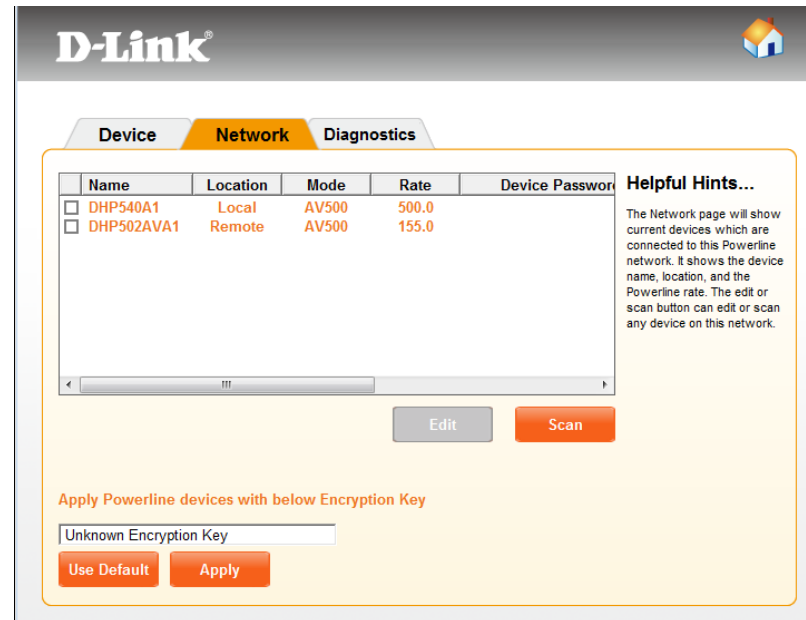 D-Link®
Device Network Diagnostics
Name Location Mode Rate Device Passwor
DHP540A1 Local AV500 500.0
DHP502AVA1 Remote AV500 155.0
Edit Scan
Helpful Hints...
The Network page will show
current devices which are
connected to this Powerline
network. It shows the device
name, location, and the
Powerline rate. The edit or
scan button can edit or scan
any device on this network.
Apply Powerline devices with below Encryption Key
Unknown Encryption Key
Use Default Apply